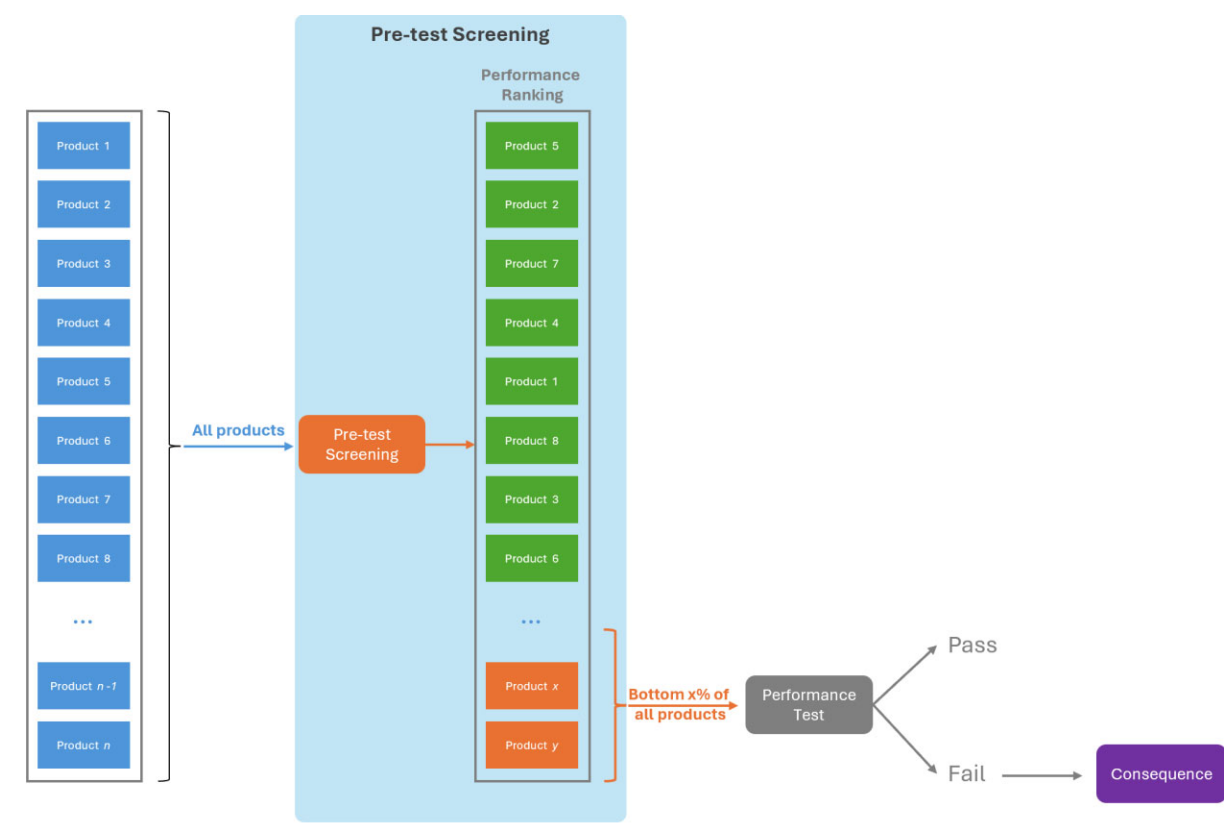 Pre-test Screening
Performance
Ranking
Product 1
Product 2
Product 3
Product 4
Product 5
Product 6
Product 7
Product 8
...
Product n-1
Product n
All products
Pre-test
Screening
Product 5
Product 2
Product 7
Product 4
Product 1
Product 8
Product 3
Product 6
...
Product x
Product y
Bottom x% of
all products
Performance
Test
Pass
Fail
Consequence